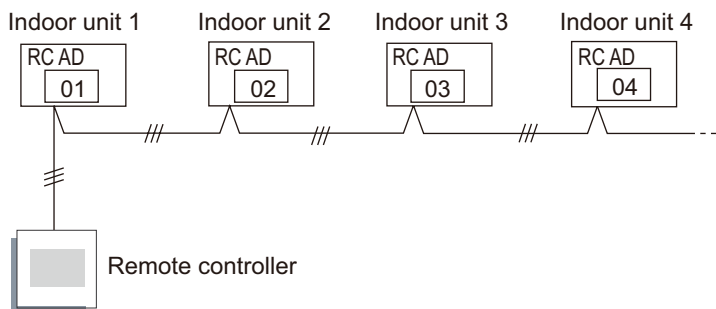 Indoor unit 1 Indoor unit 2 Indoor unit 3 Indoor unit 4
RC AD RC AD RC AD RC AD
01 02 03 04
Remote controller